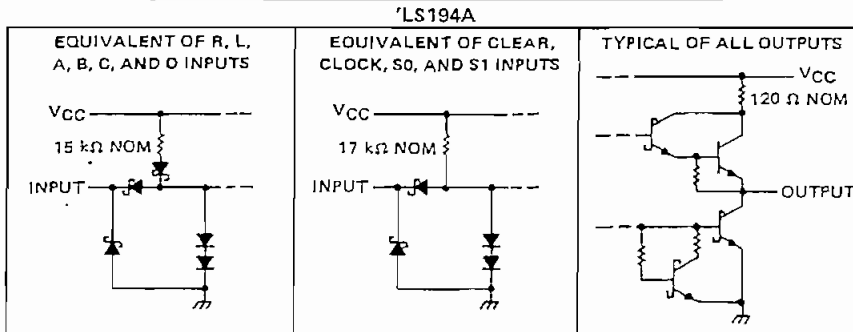 'LS194A
EQUIVALENT OF R, L,
A, B, C, AND D INPUTS
VCC
15 kΩ NOM
INPUT
EQUIVALENT OF CLEAR,
CLOCK, S0, AND S1 INPUTS
VCC
17 kΩ NOM
INPUT
TYPICAL OF ALL OUTPUTS
VCC
120 Ω NOM
OUTPUT